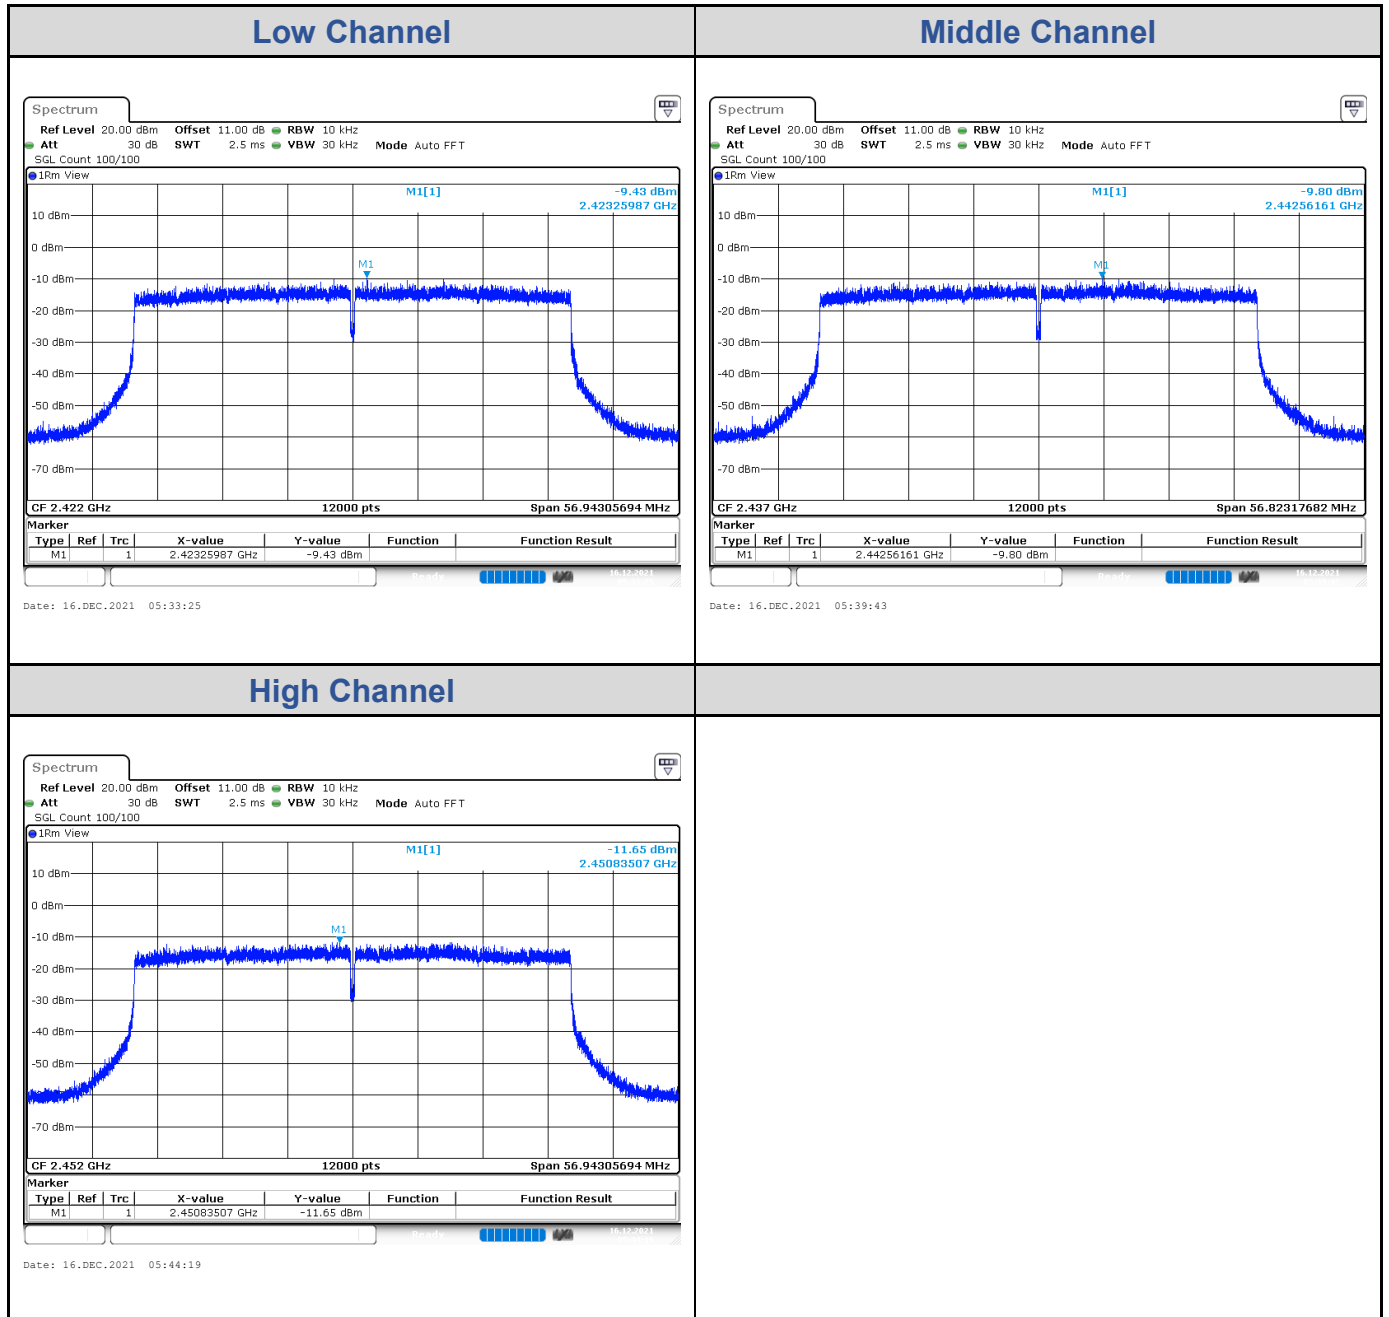 Low Channel
Middle Channel
Spectrum
Ref Level 20.00 dBm Offset 11.00 dB RBW 10 kHz
Att 30 dB SWT 2.5 ms VBW 30 kHz Mode Auto FFT
SGL Count 100/100
1Rm View
M1[1] -9.43 dBm
2.42325987 GHz
10 dBm
0 dBm
M1
-10 dBm
-20 dBm
-30 dBm
-40 dBm
-50 dBm
-70 dBm
CF 2.422 GHz 12000 pts Span 56.94305694 MHz
Marker
Type Ref Trc X-value Y-value Function Function Result
M1 1 2.42325987 GHz -9.43 dBm
Ready 16.12.2021
Date: 16.DEC.2021 05:33:25
Spectrum
Ref Level 20.00 dBm Offset 11.00 dB RBW 10 kHz
Att 30 dB SWT 2.5 ms VBW 30 kHz Mode Auto FFT
SGL Count 100/100
1Rm View
M1[1] -9.80 dBm
2.44256161 GHz
10 dBm
0 dBm
M1
-10 dBm
-20 dBm
-30 dBm
-40 dBm
-50 dBm
-70 dBm
CF 2.437 GHz 12000 pts Span 56.82317682 MHz
Marker
Type Ref Trc X-value Y-value Function Function Result
M1 1 2.44256161 GHz -9.80 dBm
Ready 16.12.2021
Date: 16.DEC.2021 05:39:43
High Channel
Spectrum
Ref Level 20.00 dBm Offset 11.00 dB RBW 10 kHz
Att 30 dB SWT 2.5 ms VBW 30 kHz Mode Auto FFT
SGL Count 100/100
1Rm View
M1[1] -11.65 dBm
2.45083507 GHz
10 dBm
0 dBm
M1
-10 dBm
-20 dBm
-30 dBm
-40 dBm
-50 dBm
-70 dBm
CF 2.452 GHz 12000 pts Span 56.94305694 MHz
Marker
Type Ref Trc X-value Y-value Function Function Result
M1 1 2.45083507 GHz -11.65 dBm
Ready 16.12.2021
Date: 16.DEC.2021 05:44:19